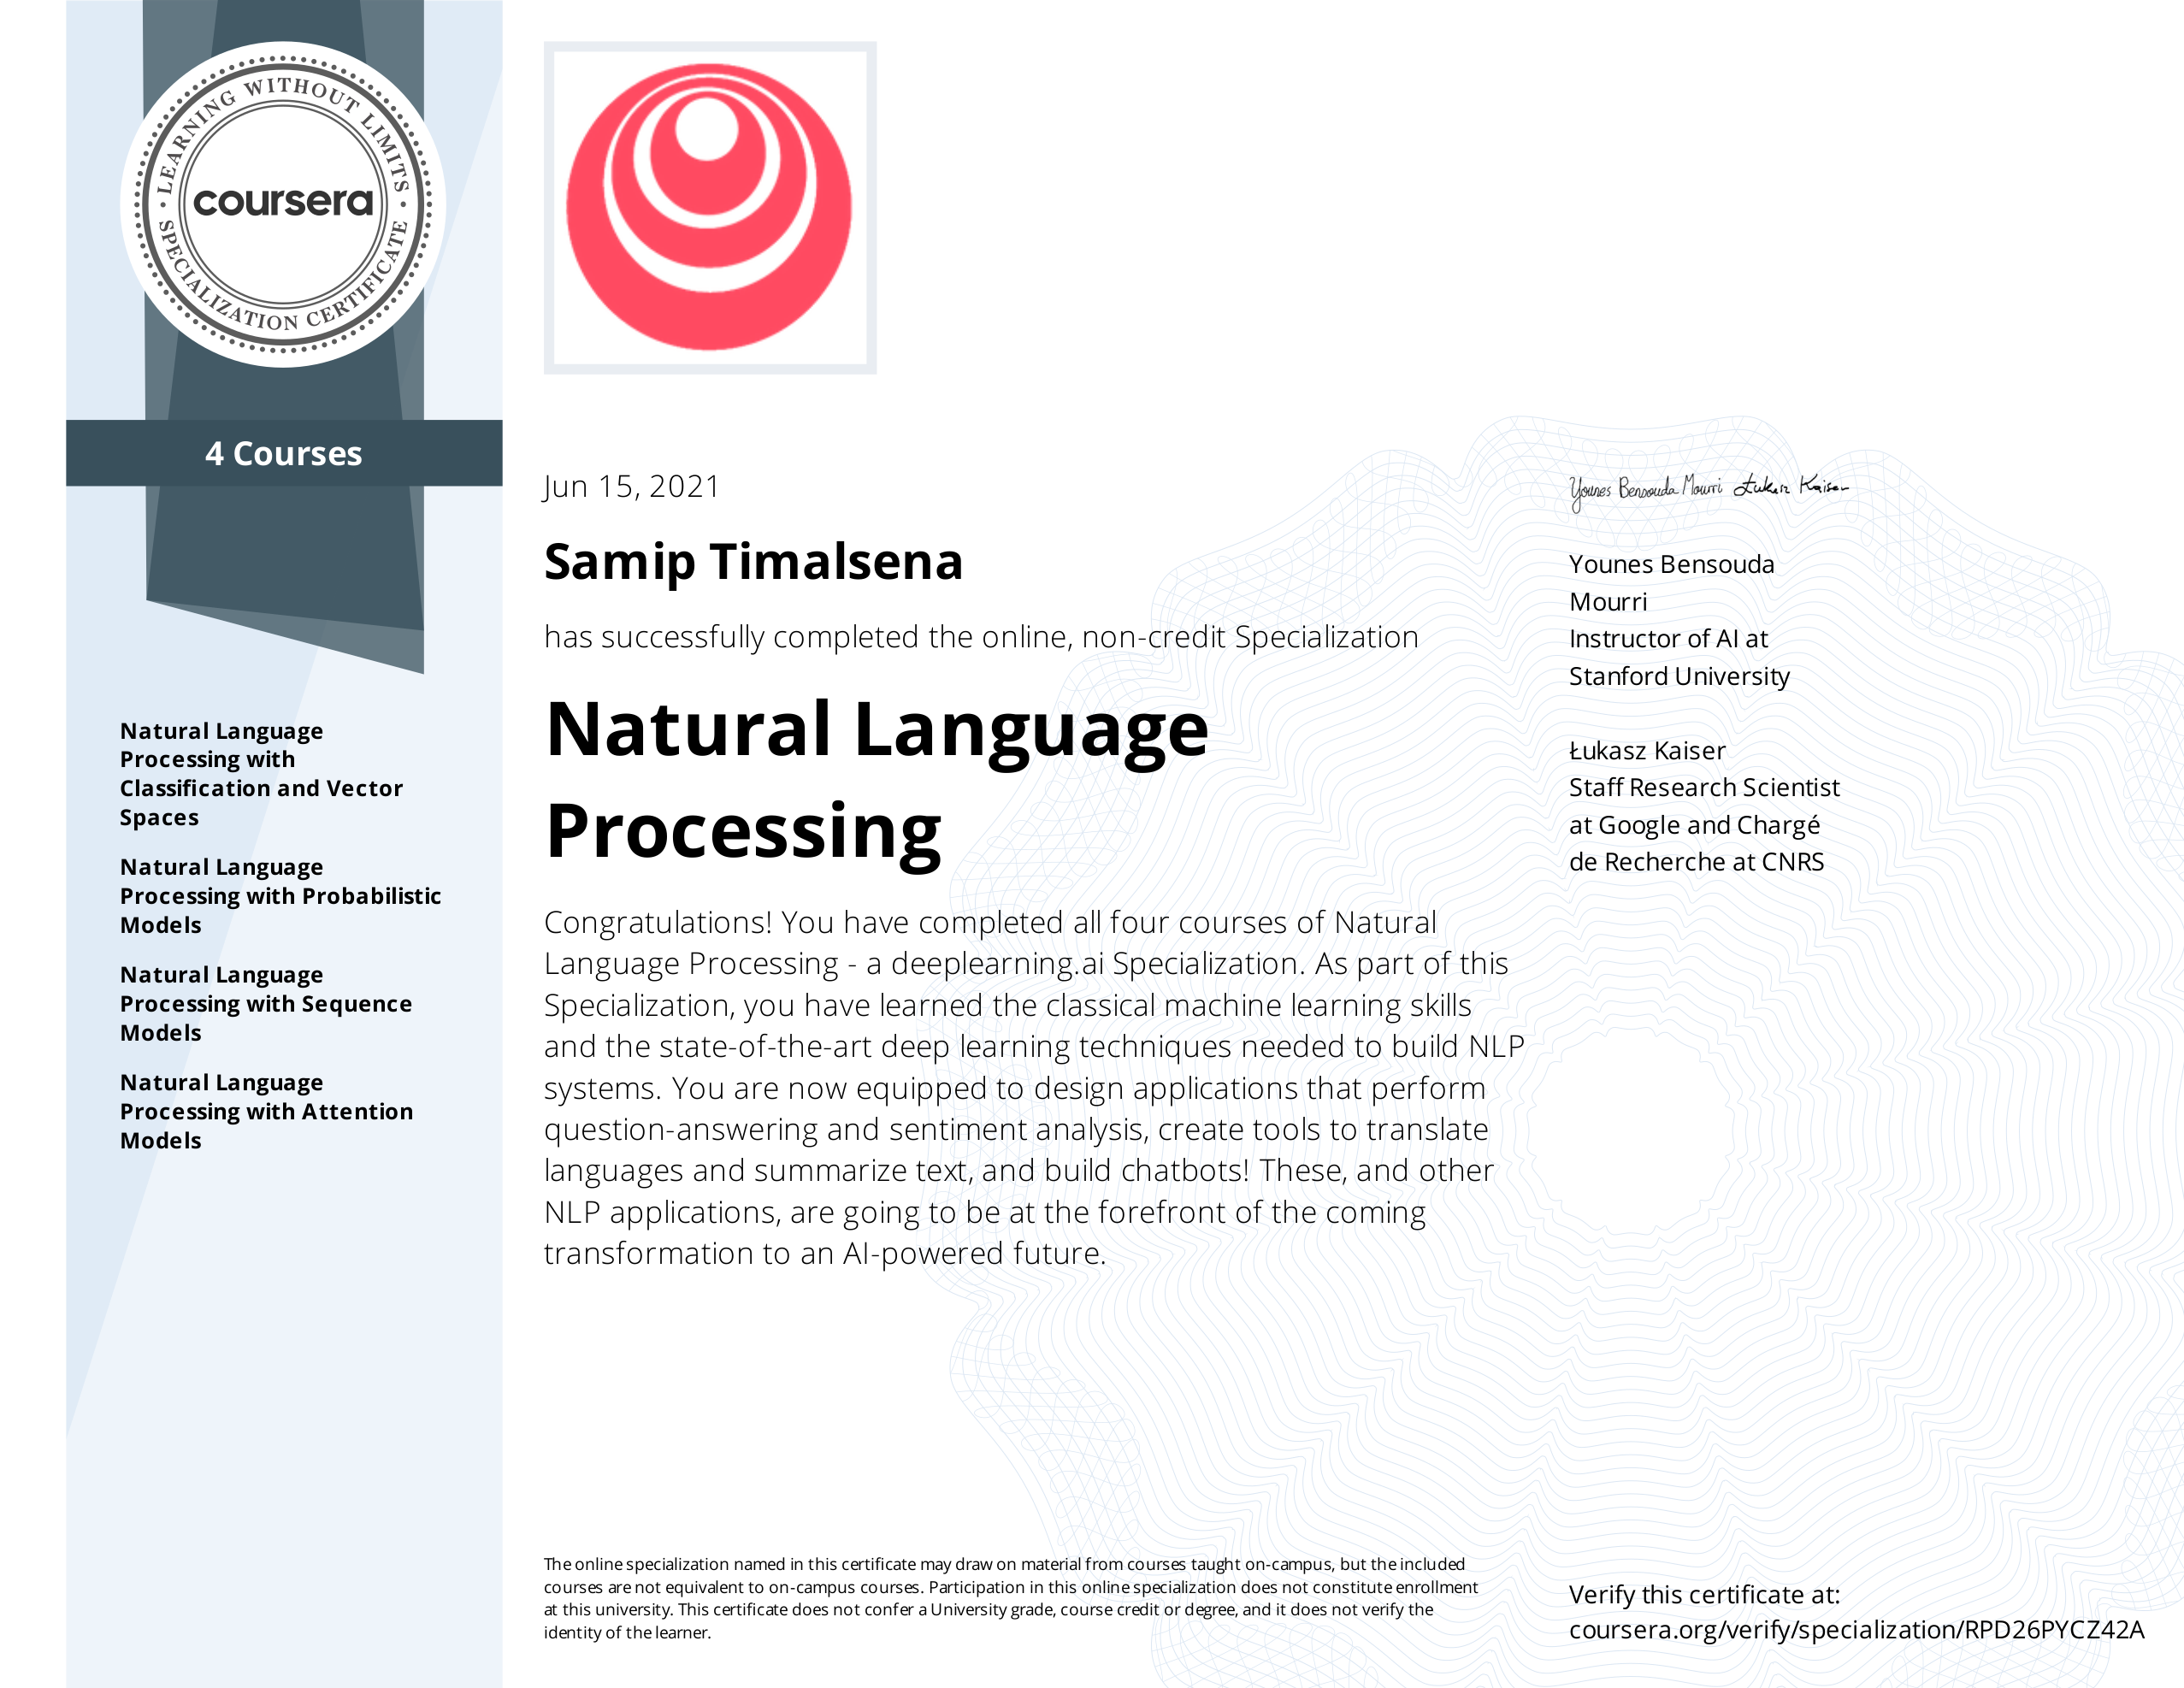 LEARNING WITHOUT LIMITS
coursera
SPECIALIZATION CERTIFICATE
4 Courses
Natural Language
Processing with
Classification and Vector
Spaces
Natural Language
Processing with Probabilistic
Models
Natural Language
Processing with Sequence
Models
Natural Language
Processing with Attention
Models
Jun 15, 2021
Samip Timalsena
has successfully completed the online, non-credit Specialization
Natural Language
Processing
Congratulations! You have completed all four courses of Natural
Language Processing - a deeplearning.ai Specialization. As part of this
Specialization, you have learned the classical machine learning skills
and the state-of-the-art deep learning techniques needed to build NLP
systems. You are now equipped to design applications that perform
question-answering and sentiment analysis, create tools to translate
languages and summarize text, and build chatbots! These, and other
NLP applications, are going to be at the forefront of the coming
transformation to an AI-powered future.
The online specialization named in this certificate may draw on material from courses taught on-campus, but the included
courses are not equivalent to on-campus courses. Participation in this online specialization does not constitute enrollment
at this university. This certificate does not confer a University grade, course credit or degree, and it does not verify the
identity of the learner.
Younes Bensouda Mourri Łukasz Kaiser
Younes Bensouda
Mourri
Instructor of AI at
Stanford University
Łukasz Kaiser
Staff Research Scientist
at Google and Chargé
de Recherche at CNRS
Verify this certificate at:
coursera.org/verify/specialization/RPD26PYCZ42A